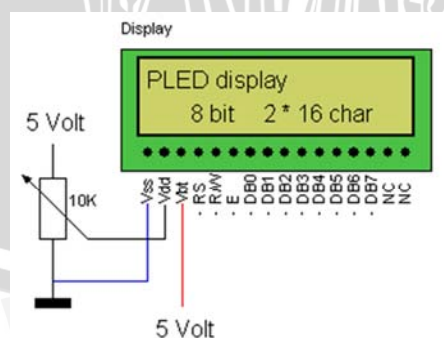 Display
PLED display
8 bit 2 * 16 char
5 Volt
10K
Vss
Vdd
Vbt
- RS
- R/W
- E
- DB0
- DB1
- DB2
- DB3
- DB4
- DB5
- DB6
- DB7
- NC
- NC
5 Volt